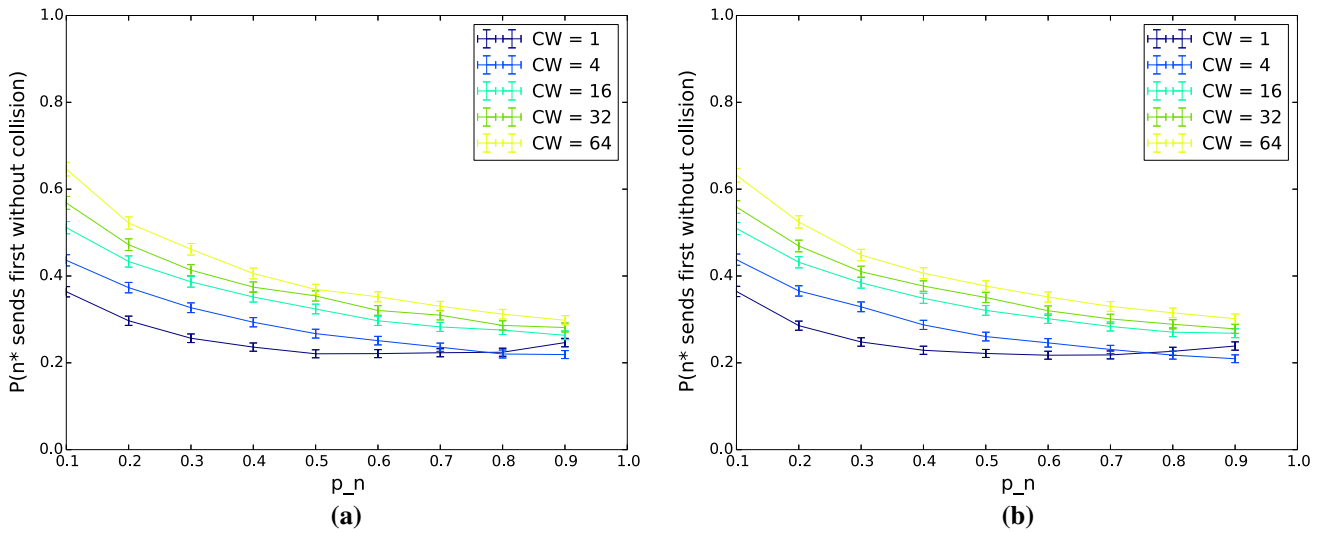 1.0
0.8
0.6
0.4
0.2
0.0
P(n* sends first without collision)
CW = 1
CW = 4
CW = 16
CW = 32
CW = 64
0.1 0.2 0.3 0.4 0.5 0.6 0.7 0.8 0.9 1.0
p_n
(a)
1.0
0.8
0.6
0.4
0.2
0.0
P(n* sends first without collision)
CW = 1
CW = 4
CW = 16
CW = 32
CW = 64
0.1 0.2 0.3 0.4 0.5 0.6 0.7 0.8 0.9 1.0
p_n
(b)